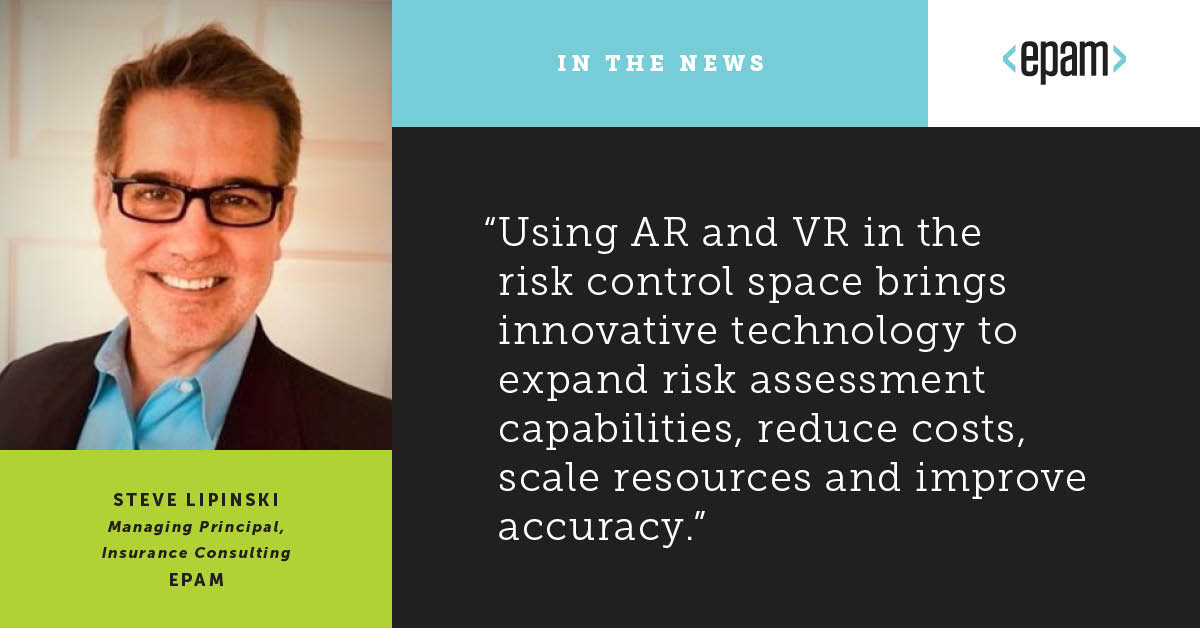 IN THE NEWS
<epam>
“Using AR and VR in the
risk control space brings
innovative technology to
expand risk assessment
capabilities, reduce costs,
scale resources and improve
accuracy.”
STEVE LIPINSKI
Managing Principal,
Insurance Consulting
EPAM